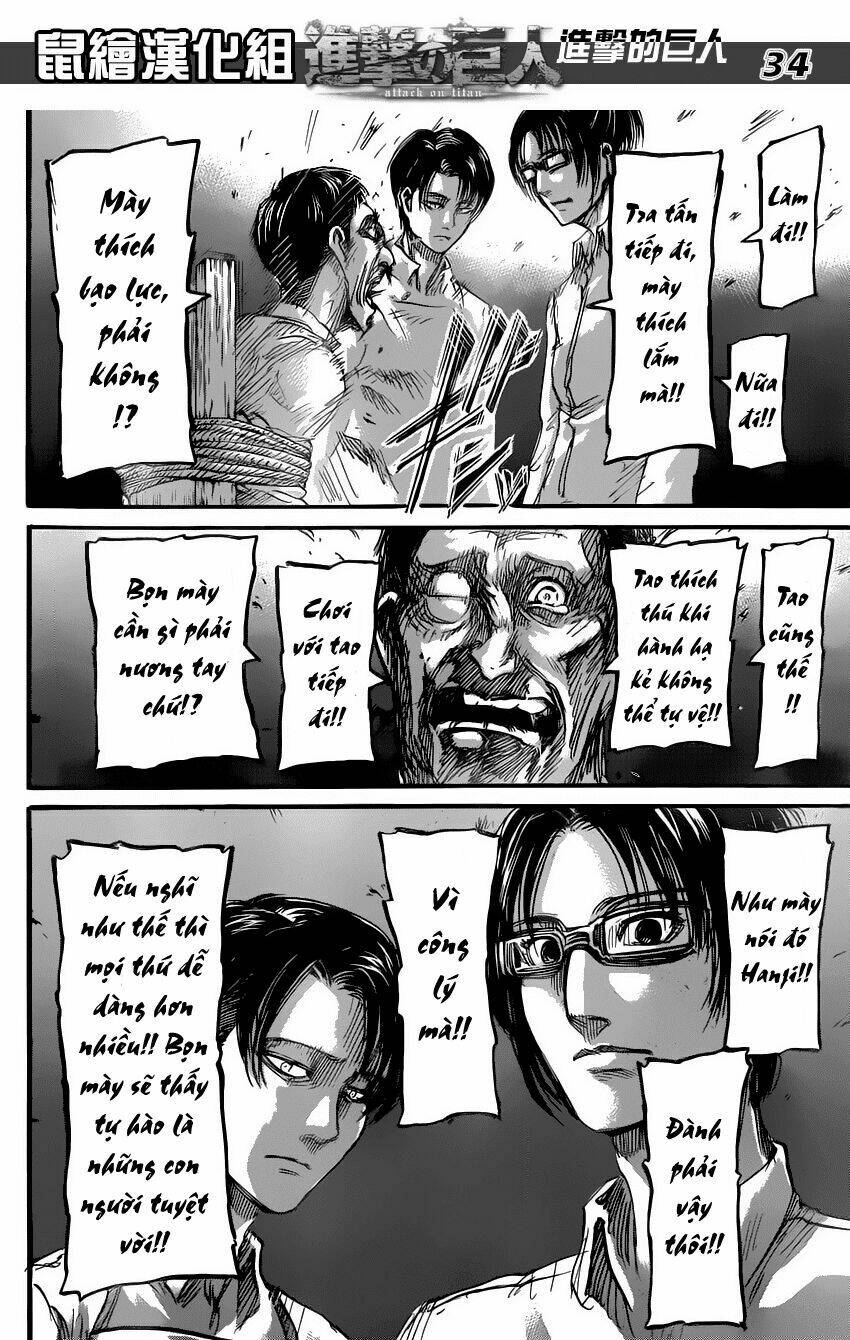 鼠繪漢化組
進撃の巨人
attack on titan
進擊的巨人
34
Làm
đi!!
Nữa
đi!!
Tra tấn
tiếp đi,
mày
thích
lắm
mà!!
Mày
thích
bạo lực,
phải
không
!?
ガガッ
Tao
cũng
thế
!!
Tao thích
thú khi
hành hạ
kẻ không
thể tự vệ!!
Chơi
với tao
tiếp
đi!!
Bọn mày
cần gì phải
nương tay
chứ!?
Như mày
nói đó
Hanji!!
Đành
phải
vậy
thôi!!
Vì
công
lý
mà!!
Nếu nghĩ
như thế thì
mọi thứ dễ
dàng hơn
nhiều!! Bọn
mày sẽ thấy
tự hào là
những con
người tuyệt
vời!!